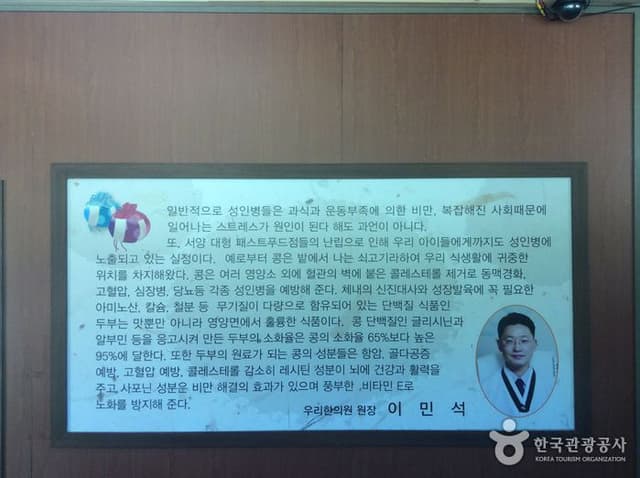 일반적으로 성인병들은 과식과 운동부족에 의한 비만, 복잡해진 사회때문에
일어나는 스트레스가 원인이 된다 해도 과언이 아니다.
또, 서양 대형 패스트푸드점들의 난립으로 인해 우리 아이들에게까지도 성인병에
노출되고 있는 실정이다. 예로부터 콩은 밭에서 나는 쇠고기라하여 우리 식생활에 귀중한
위치를 차지해왔다. 콩은 여러 영양소 외에 혈관의 벽에 붙은 콜레스테롤 제거로 동맥경화,
고혈압, 심장병, 당뇨등 각종 성인병을 예방해 준다. 체내의 신진대사와 성장발육에 꼭 필요한
아미노산, 칼슘, 철분 등 무기질이 다량으로 함유되어 있는 단백질 식품인
두부는 맛뿐만 아니라 영양면에서 훌륭한 식품이다. 콩 단백질인 글리시닌과
알부민 등을 응고시켜 만든 두부의 소화율은 콩의 소화율 65%보다 높은
95%에 달한다. 또한 두부의 원료가 되는 콩의 성분들은 항암, 골다공증
예방, 고혈압 예방, 콜레스테롤 감소히 레시틴 성분이 뇌에 건강과 활력을
주고 사포닌 성분은 비만 해결의 효과가 있으며 풍부한 비타민 E로
노화를 방지해 준다.
우리한의원 원장 이 민 석
한국관광공사
KOREA TOURISM ORGANIZATION